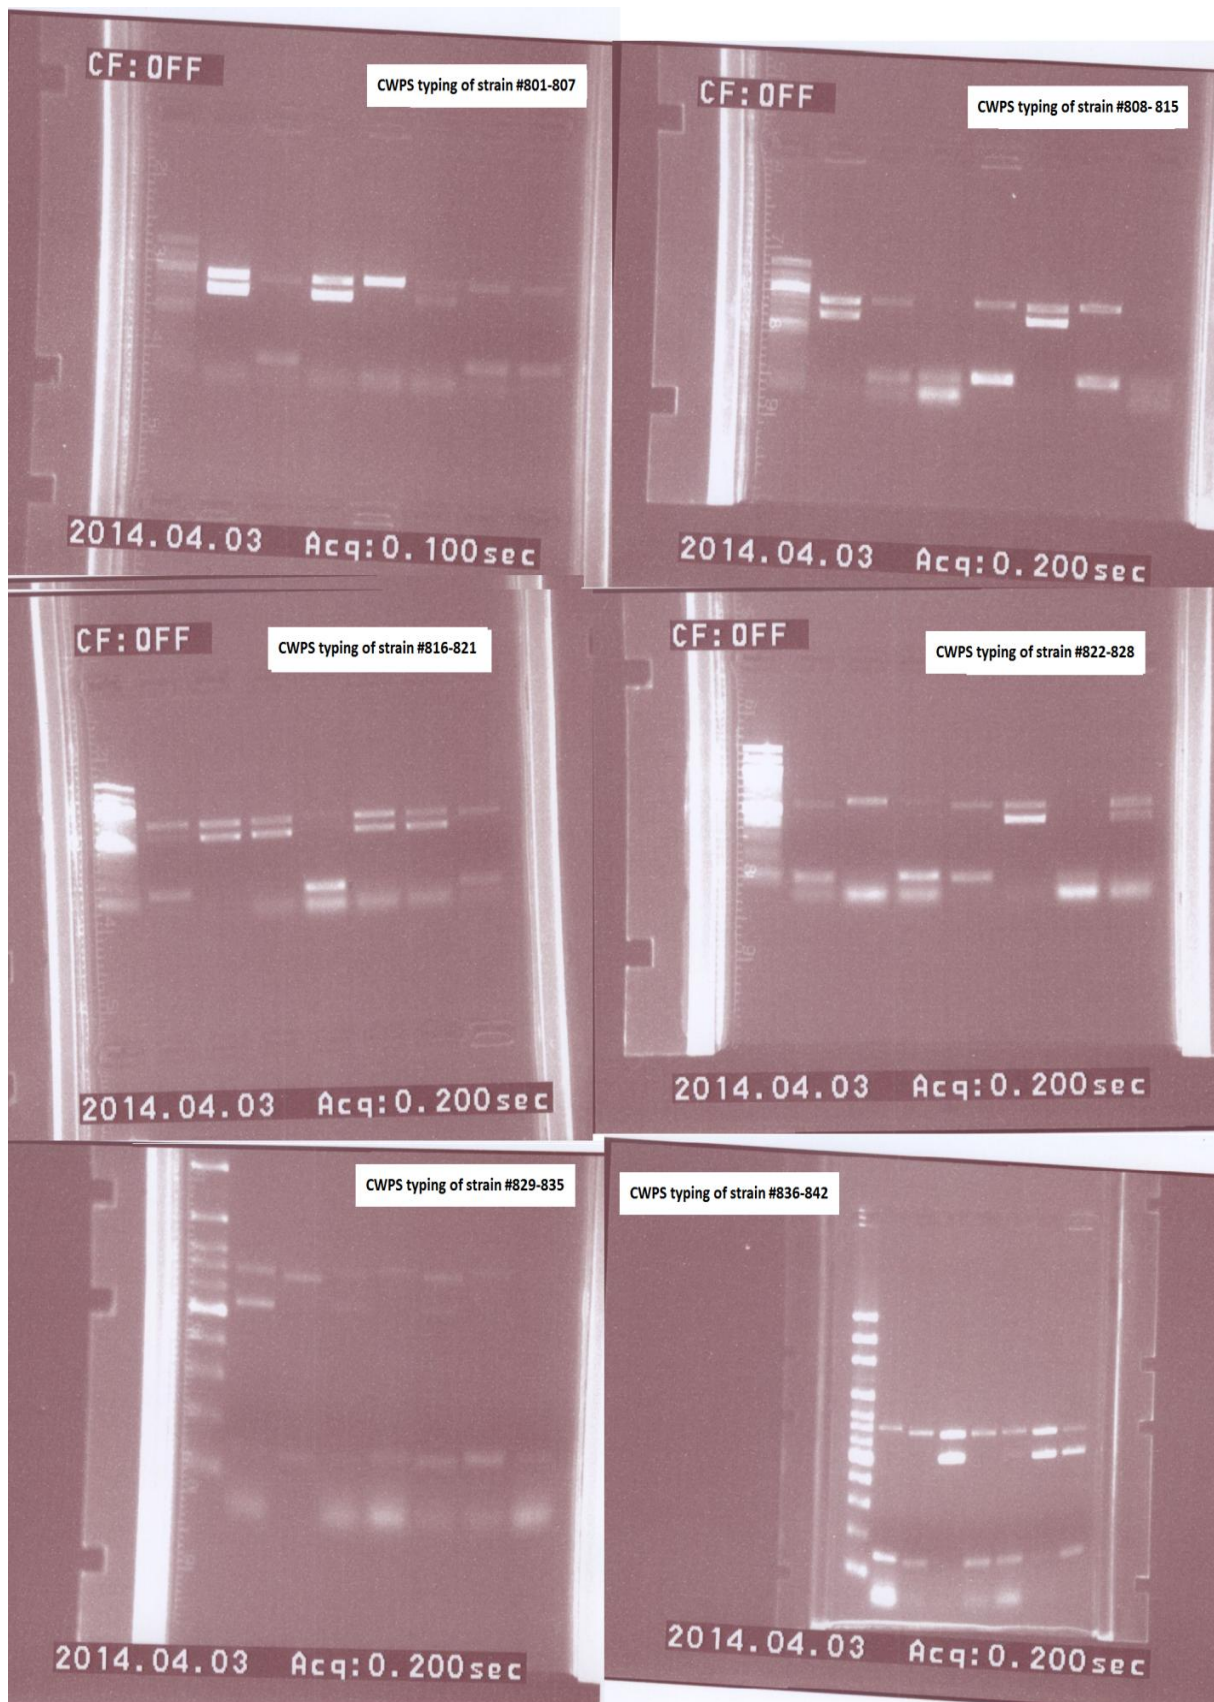 CF:OFF
CWPS typing of strain #801-807
2014.04.03 Acq:0.100sec
CF:OFF
CWPS typing of strain #808- 815
2014.04.03 Acq:0.200sec
CF:OFF
CWPS typing of strain #816-821
2014.04.03 Acq:0.200sec
CF:OFF
CWPS typing of strain #822-828
2014.04.03 Acq:0.200sec
CWPS typing of strain #829-835
2014.04.03 Acq:0.200sec
CWPS typing of strain #836-842
2014.04.03 Acq:0.200sec